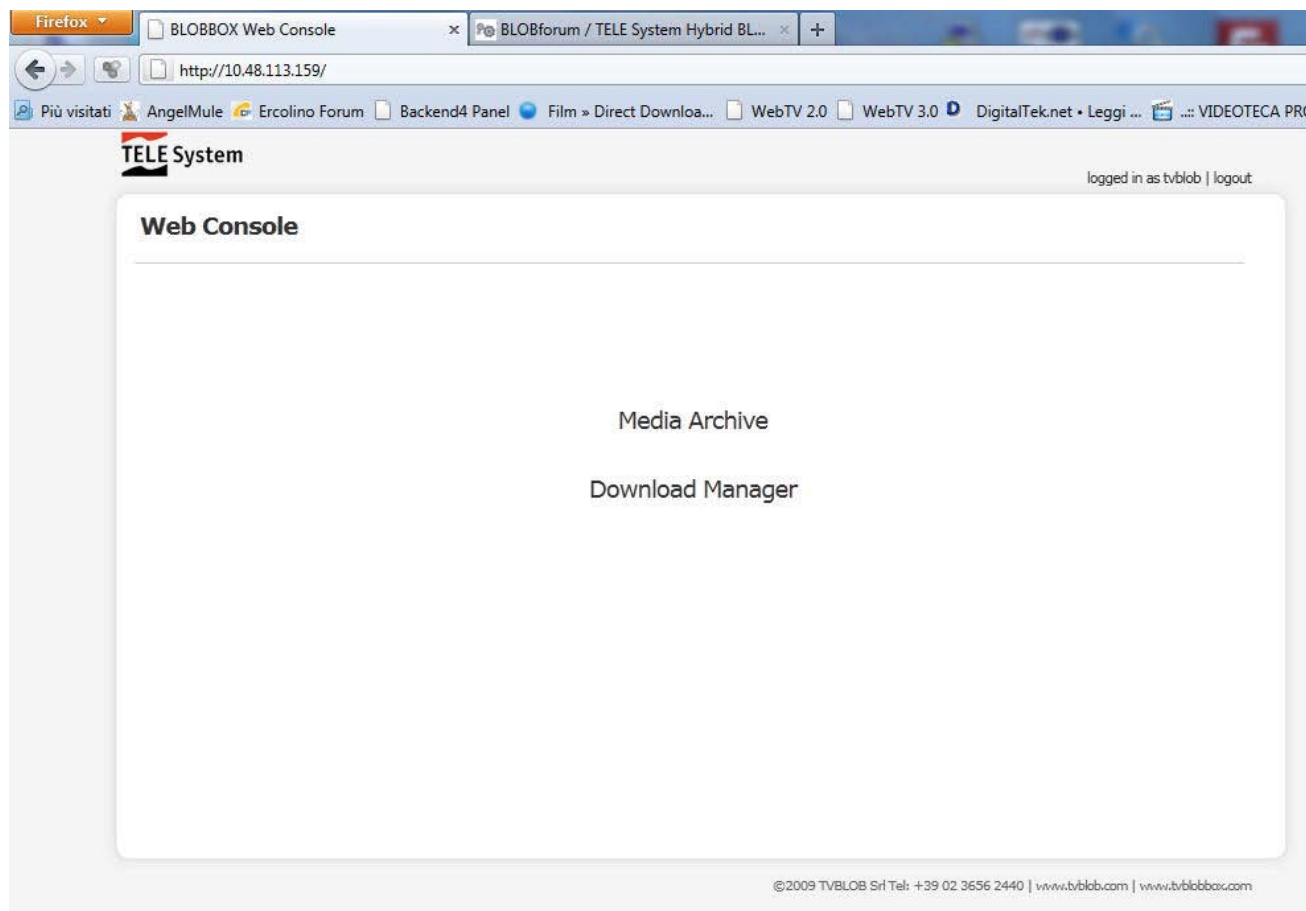 Firefox
BLOBBOX Web Console
BLOBforum / TELE System Hybrid BL...
http://10.48.113.159/
Più visitati AngelMule Ercolino Forum Backend4 Panel Film » Direct Downloa... WebTV 2.0 WebTV 3.0 DigitalTek.net • Leggi ... ..:: VIDEOTECA PR
TELE System
logged in as tvblob | logout
Web Console
Media Archive
Download Manager
©2009 TVBLOB Srl Tel: +39 02 3656 2440 | www.tvblob.com | www.tvblobbox.com